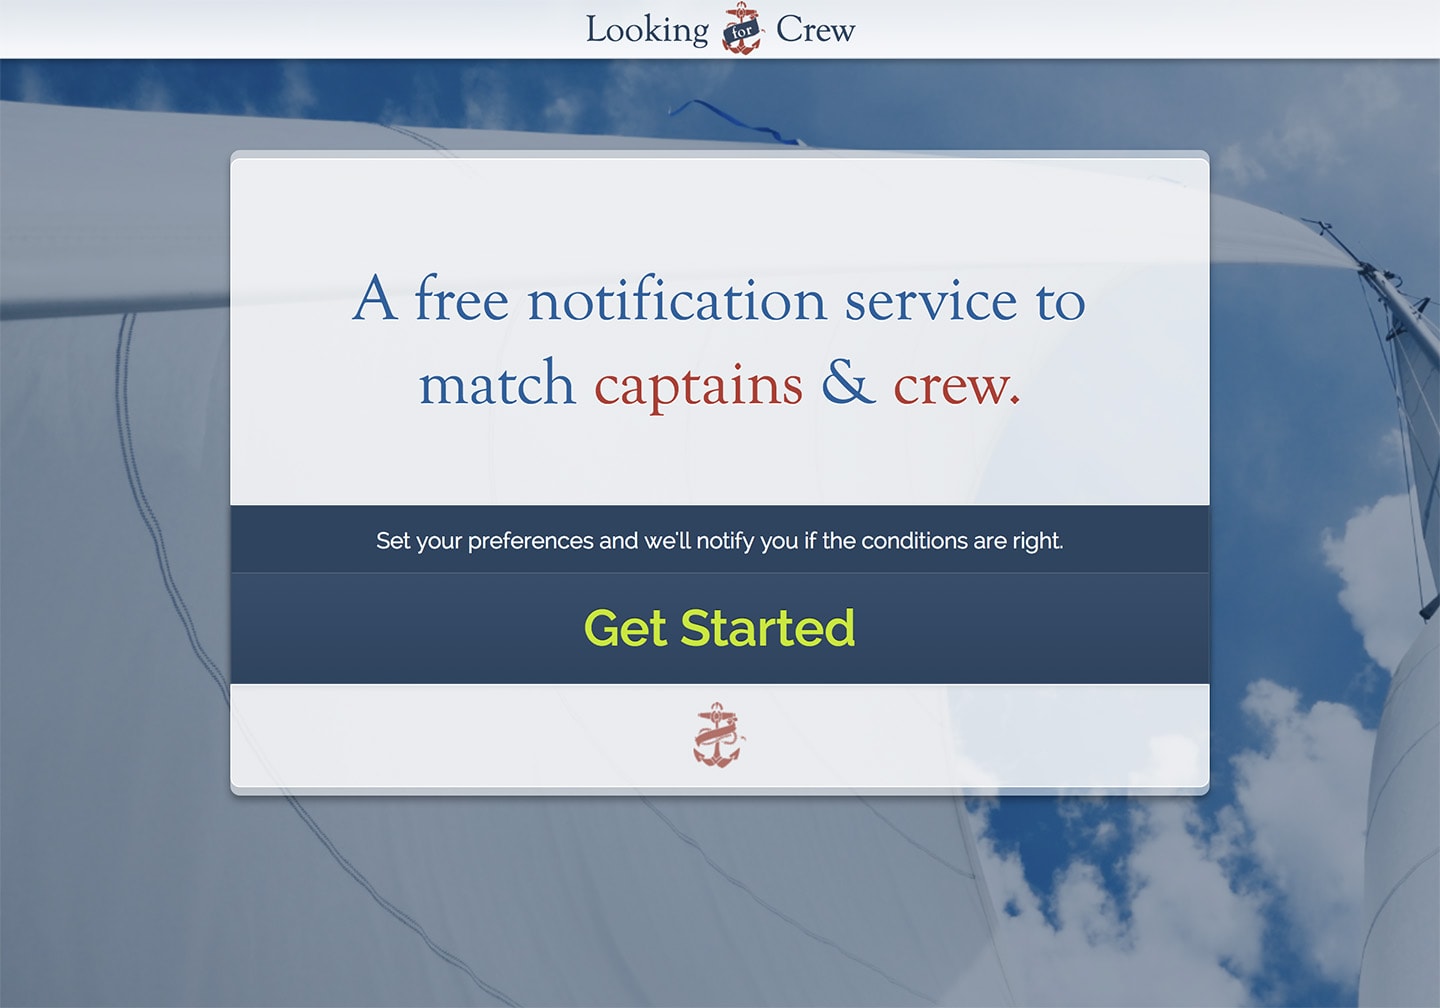 Looking for Crew
A free notification service to
match captains & crew.
Set your preferences and we'll notify you if the conditions are right.
Get Started